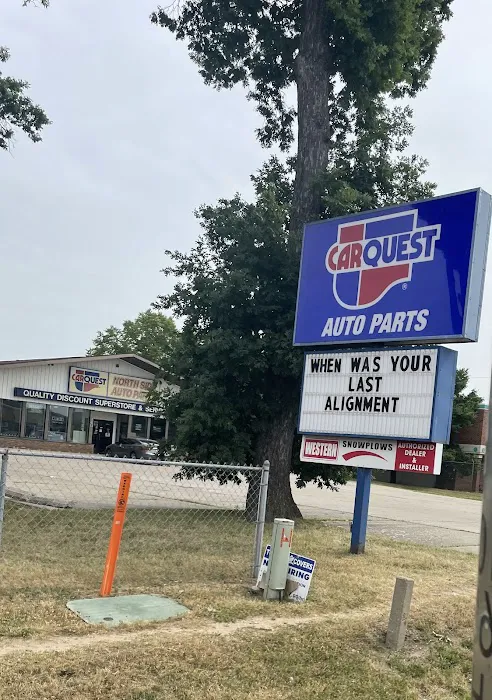 CARQUEST
®
AUTO PARTS
WHEN WAS YOUR
LAST
ALIGNMENT
WESTERN
SNOWPLOWS
AUTHORIZED
DEALER
&
INSTALLER
CARQUEST
NORTH SIDE
AUTO PARTS
QUALITY DISCOUNT SUPERSTORE &
COVERS